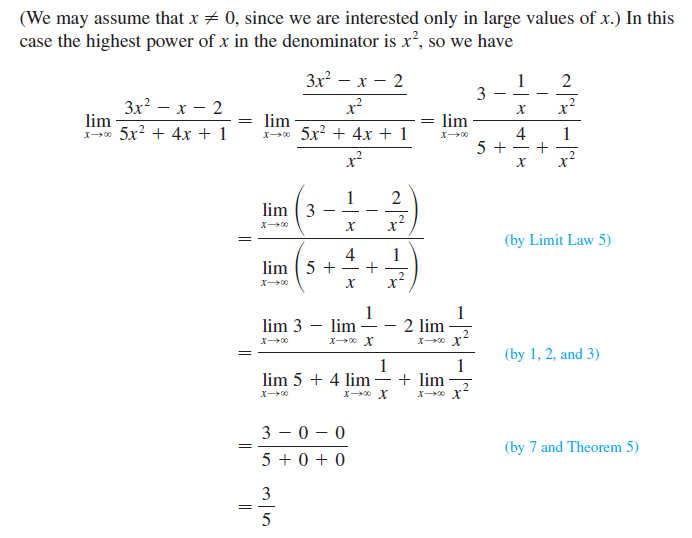 (We may assume that x ≠ 0, since we are interested only in large values of x.) In this
case the highest power of x in the denominator is x², so we have
lim_{x→∞} (3x² − x − 2)/(5x² + 4x + 1) = lim_{x→∞} ((3x² − x − 2)/x²)/((5x² + 4x + 1)/x²) = lim_{x→∞} (3 − 1/x − 2/x²)/(5 + 4/x + 1/x²)
= (lim_{x→∞} (3 − 1/x − 2/x²))/(lim_{x→∞} (5 + 4/x + 1/x²)) (by Limit Law 5)
= (lim_{x→∞} 3 − lim_{x→∞} 1/x − 2 lim_{x→∞} 1/x²)/(lim_{x→∞} 5 + 4 lim_{x→∞} 1/x + lim_{x→∞} 1/x²) (by 1, 2, and 3)
= (3 − 0 − 0)/(5 + 0 + 0) (by 7 and Theorem 5)
= 3/5